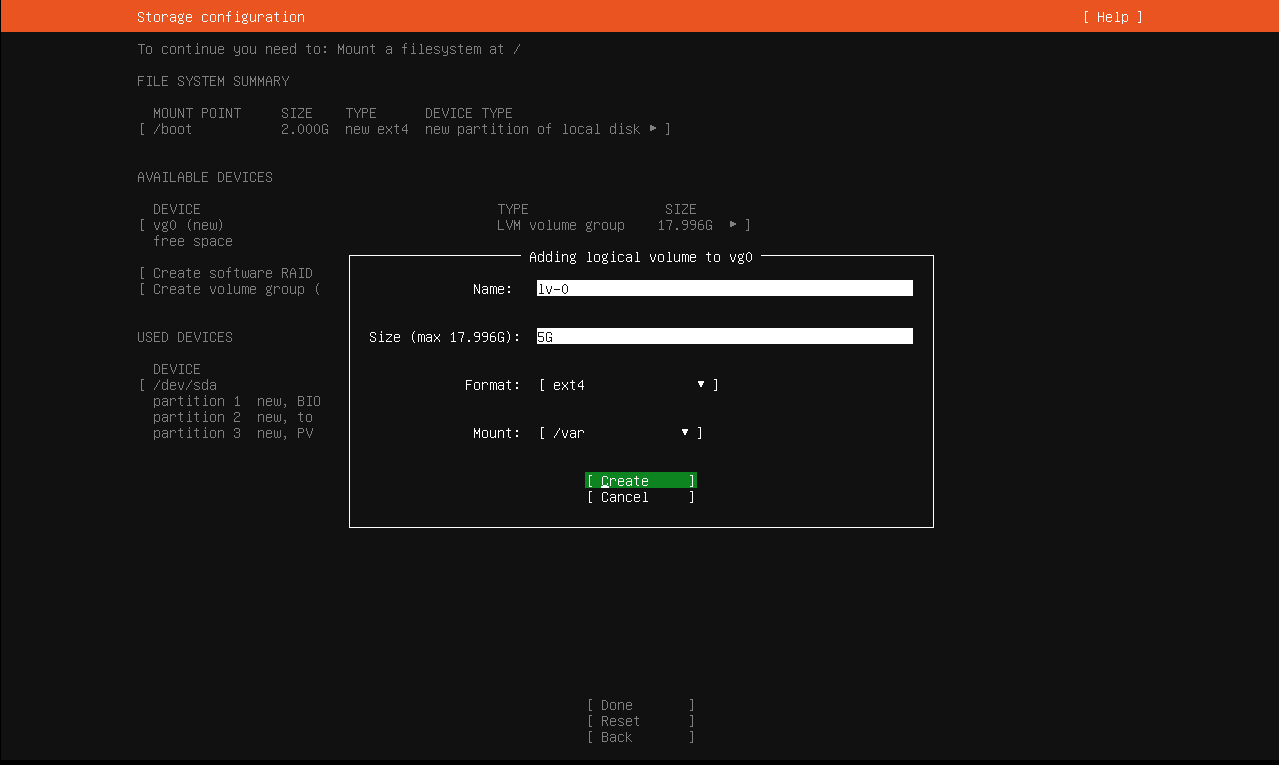 Storage configuration [ Help ]
To continue you need to: Mount a filesystem at /
FILE SYSTEM SUMMARY
MOUNT POINT SIZE TYPE DEVICE TYPE
[ /boot 2.000G new ext4 new partition of local disk ▸ ]
AVAILABLE DEVICES
DEVICE TYPE SIZE
[ vg0 (new) LVM volume group 17.996G ▸ ]
free space
[ Create software RAID
[ Create volume group (
USED DEVICES
DEVICE
[ /dev/sda
partition 1 new, BIO
partition 2 new, to
partition 3 new, PV
Adding logical volume to vg0
Name: lv-0
Size (max 17.996G): 5G
Format: [ ext4 ▾ ]
Mount: [ /var ▾ ]
[ Create ]
[ Cancel ]
[ Done ]
[ Reset ]
[ Back ]